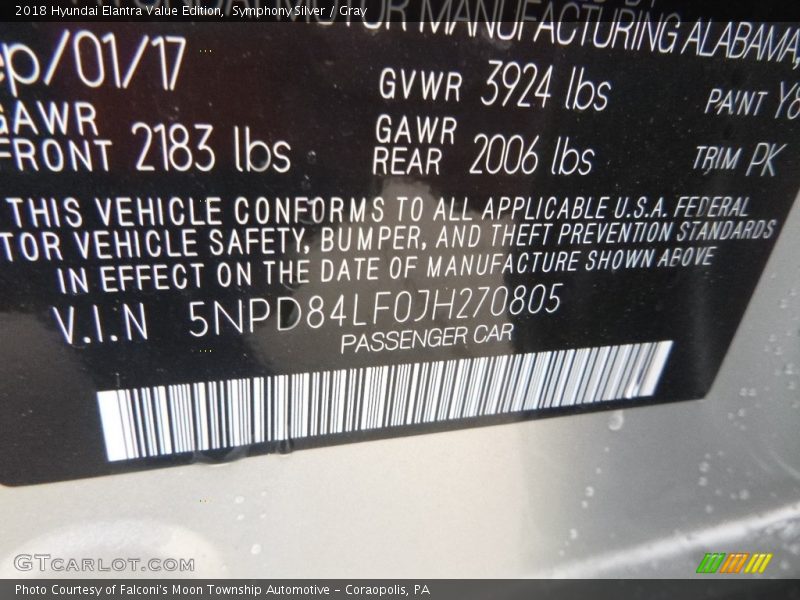 2018 Hyundai Elantra Value Edition, Symphony Silver / Gray
MOTOR MANUFACTURING ALABAMA,
ep/01/17
GVWR 3924 lbs
PAINT Y8
GAWR FRONT 2183 lbs
GAWR REAR 2006 lbs
TRIM PK
THIS VEHICLE CONFORMS TO ALL APPLICABLE U.S.A. FEDERAL
TOR VEHICLE SAFETY, BUMPER, AND THEFT PREVENTION STANDARDS
IN EFFECT ON THE DATE OF MANUFACTURE SHOWN ABOVE
V.I.N 5NPD84LF0JH270805
PASSENGER CAR
GTCARLOT.COM
Photo Courtesy of Falconi's Moon Township Automotive - Coraopolis, PA